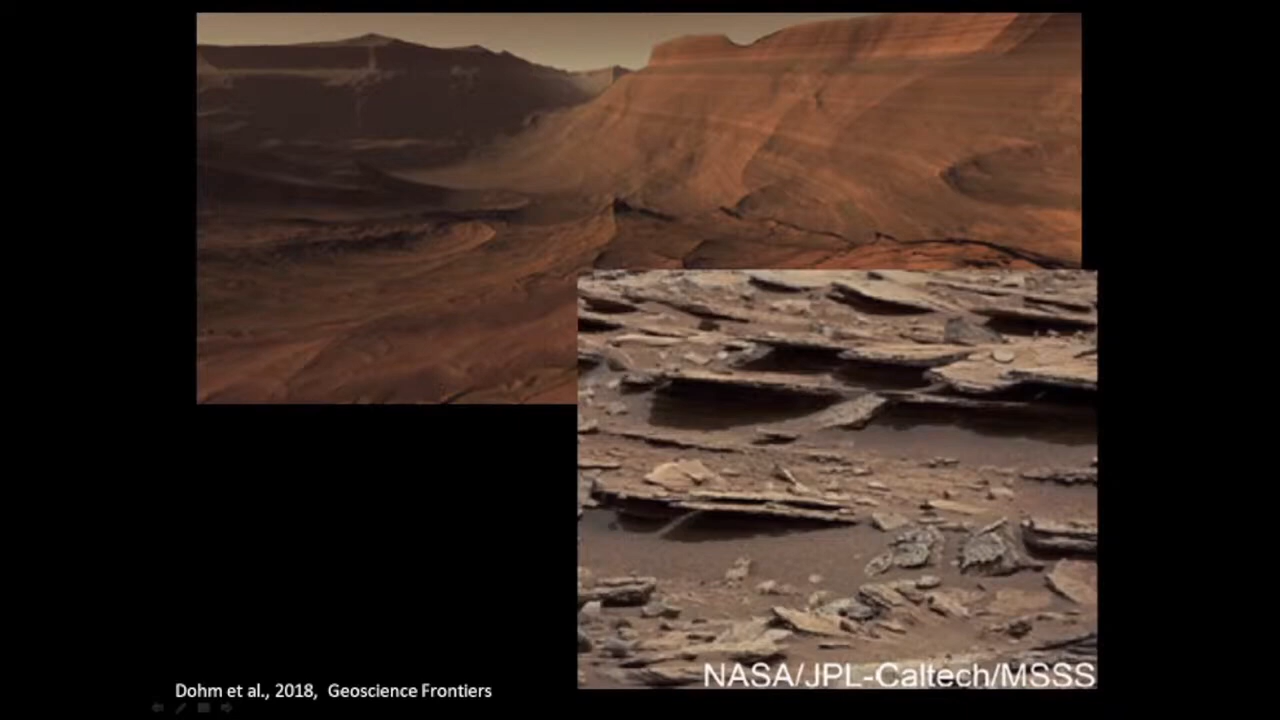 NASA/JPL-Caltech/MSSS
Dohm et al., 2018, Geoscience Frontiers